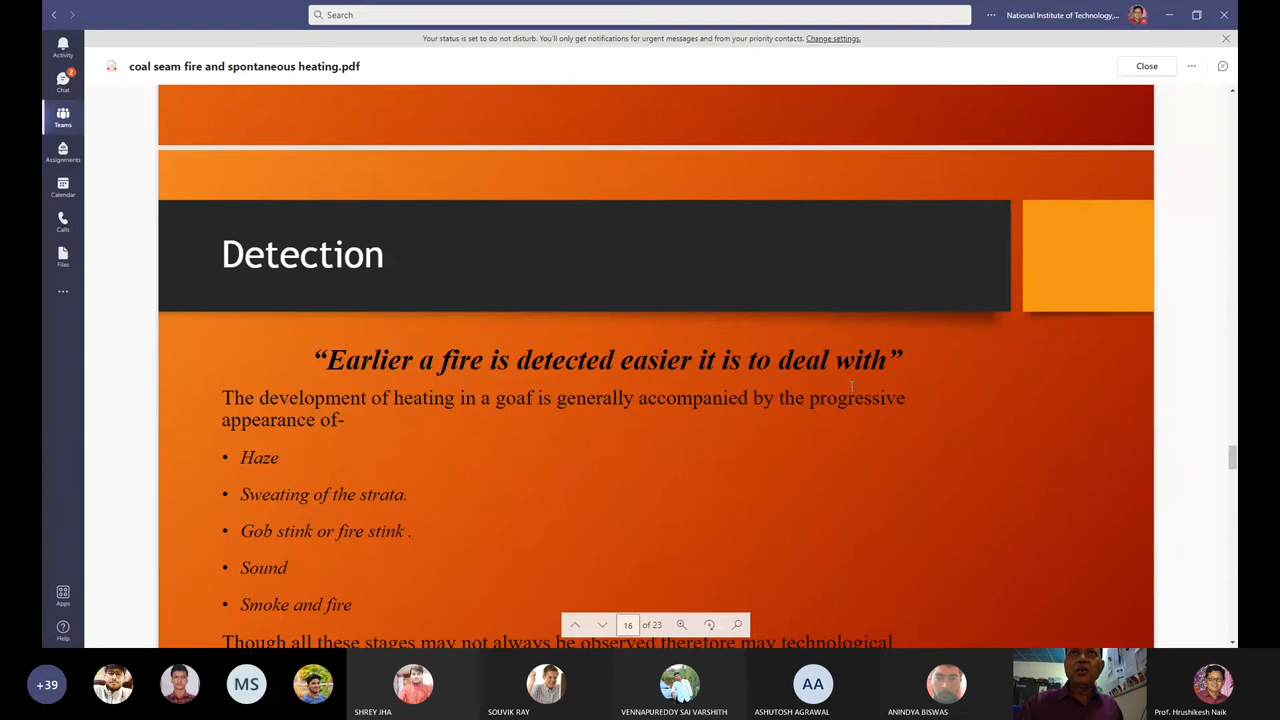 Search
National Institute of Technology,...
Your status is set to do not disturb. You'll only get notifications for urgent messages and from your priority contacts. Change settings.
Activity
Chat
2
Teams
Assignments
Calendar
Calls
Files
Apps
Help
coal seam fire and spontaneous heating.pdf
Close
Detection
“Earlier a fire is detected easier it is to deal with”
The development of heating in a goaf is generally accompanied by the progressive
appearance of-
• Haze
• Sweating of the strata.
• Gob stink or fire stink .
• Sound
• Smoke and fire
Though all these stages may not always be observed therefore may technological
16 of 23
+39
MS
SHREY JHA
SOUVIK RAY
VENNAPUREDDY SAI VARSHITH
AA
ASHUTOSH AGRAWAL
ANINDYA BISWAS
Prof. Hrushikesh Naik